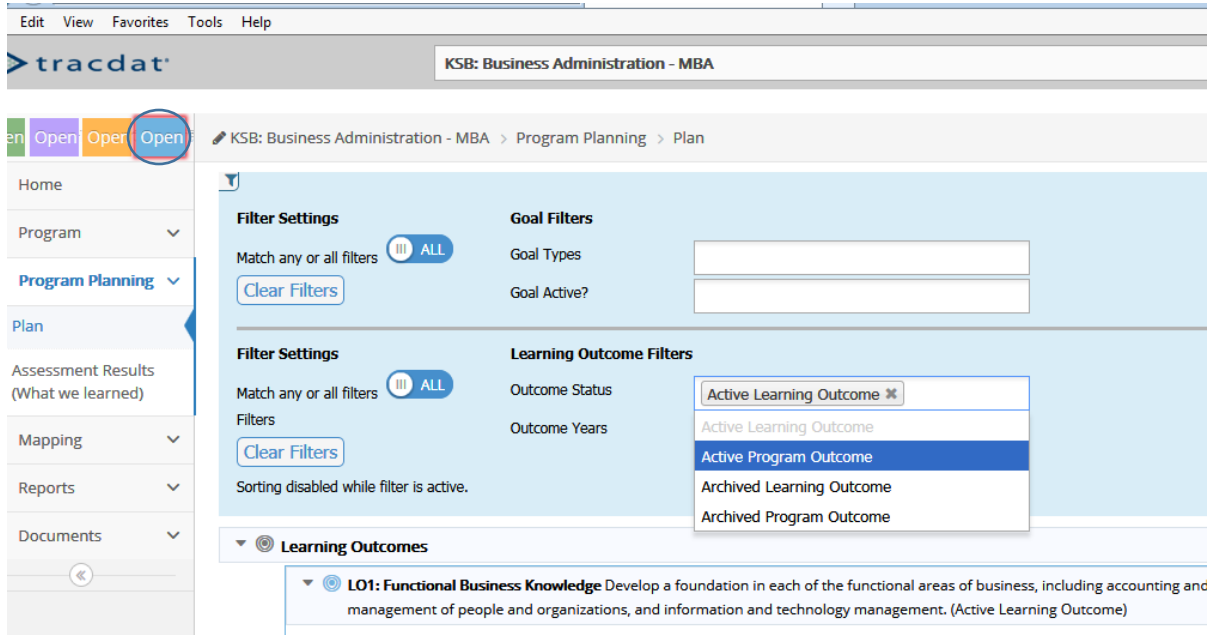 Edit View Favorites Tools Help
tracdat
KSB: Business Administration - MBA
en Open Oper Open
KSB: Business Administration - MBA > Program Planning > Plan
Home
Program
Program Planning
Plan
Assessment Results
(What we learned)
Mapping
Reports
Documents
Filter Settings
Match any or all filters ALL
Clear Filters
Goal Filters
Goal Types
Goal Active?
Filter Settings
Match any or all filters ALL
Filters
Clear Filters
Sorting disabled while filter is active.
Learning Outcome Filters
Outcome Status
Active Learning Outcome ✖
Outcome Years
Active Learning Outcome
Active Program Outcome
Archived Learning Outcome
Archived Program Outcome
Learning Outcomes
LO1: Functional Business Knowledge Develop a foundation in each of the functional areas of business, including accounting and
management of people and organizations, and information and technology management. (Active Learning Outcome)